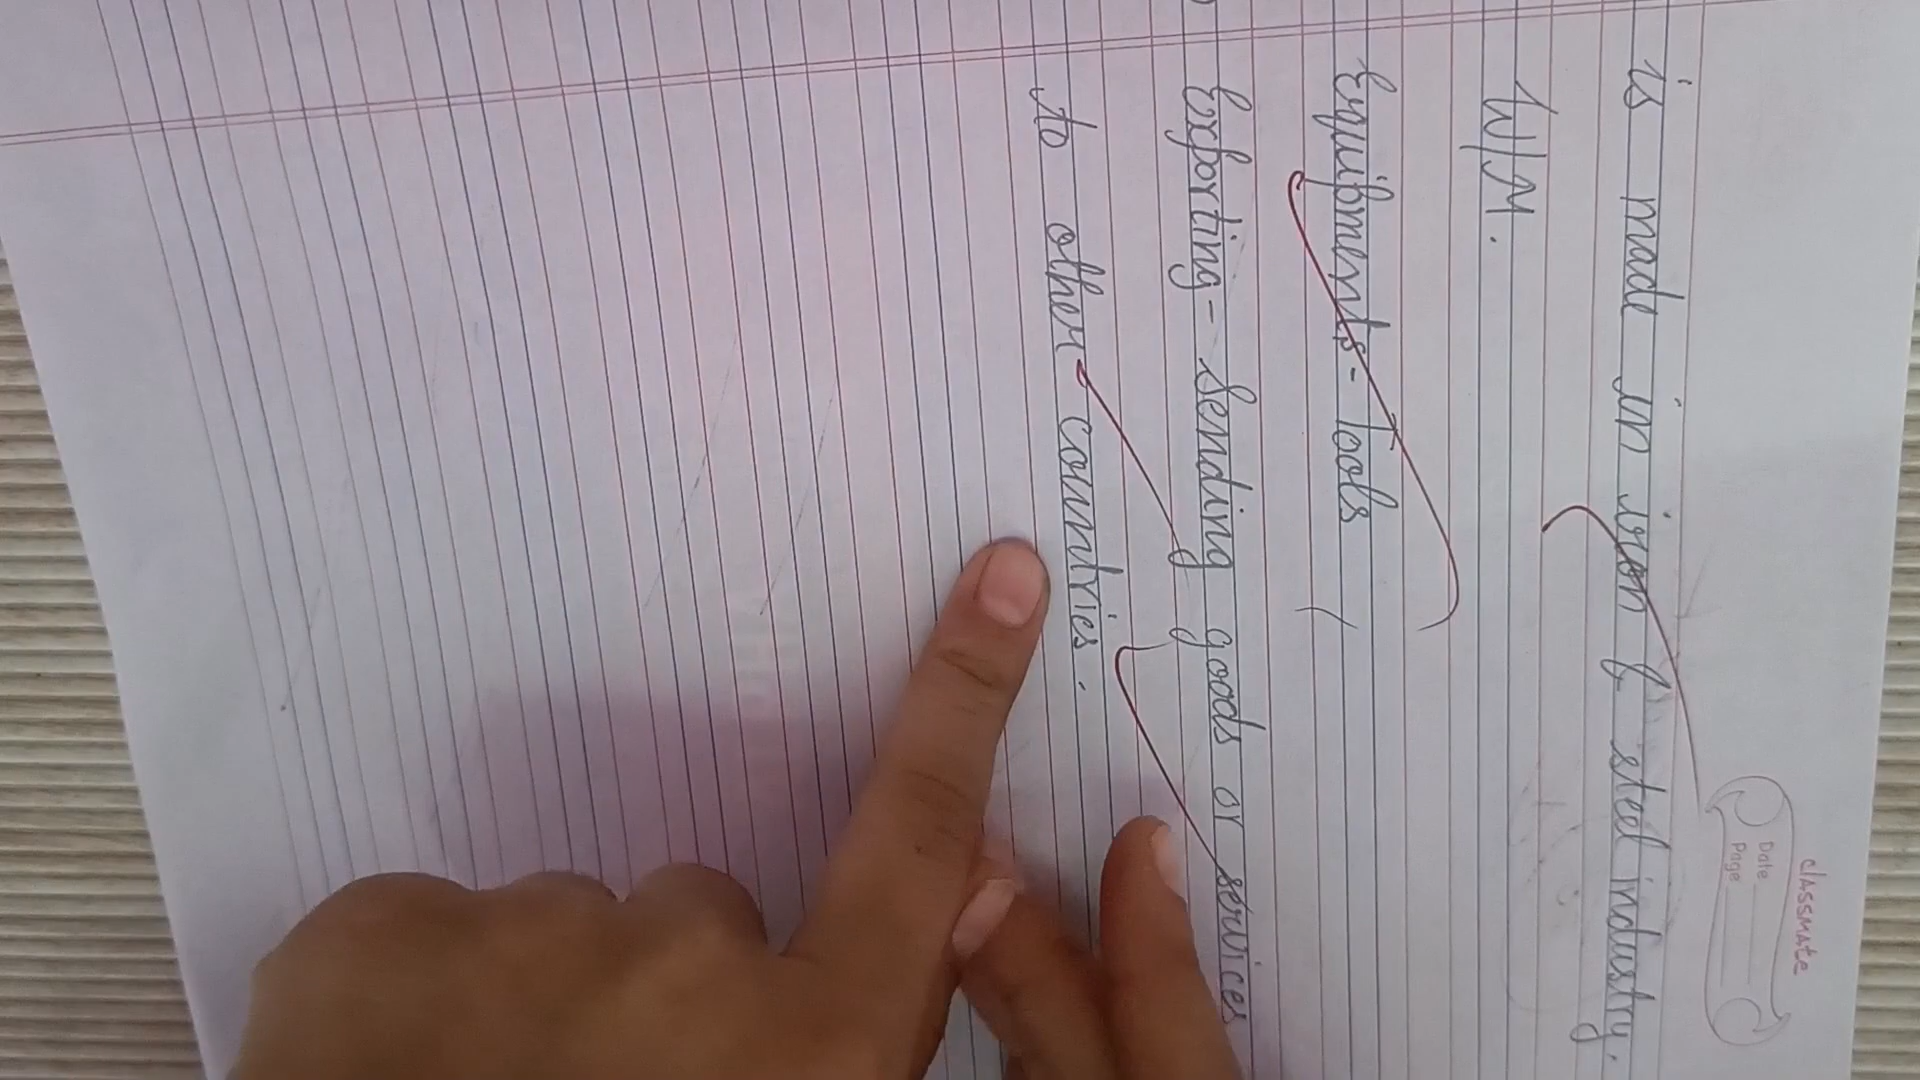 classmate
Date
Page
is made in iron & steel industry.
W/M.
Equipments - Tools
Exporting - Sending goods or services
to other countries.